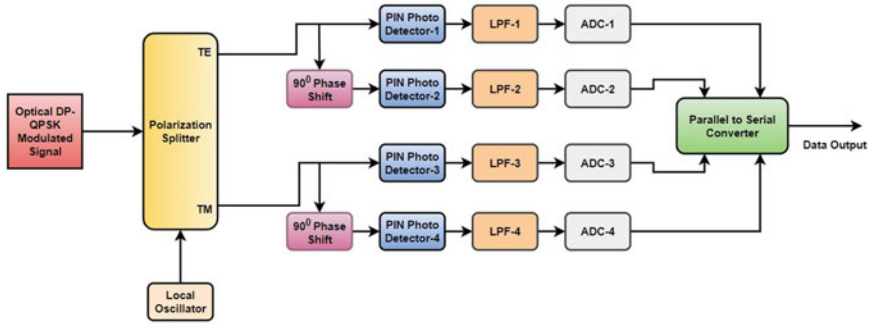 Optical DP-
QPSK
Modulated
Signal
TE
Polarization
Splitter
TM
Local
Oscillator
PIN Photo
Detector-1
LPF-1
ADC-1
90⁰ Phase
Shift
PIN Photo
Detector-2
LPF-2
ADC-2
PIN Photo
Detector-3
LPF-3
ADC-3
90⁰ Phase
Shift
PIN Photo
Detector-4
LPF-4
ADC-4
Parallel to Serial
Converter
Data Output